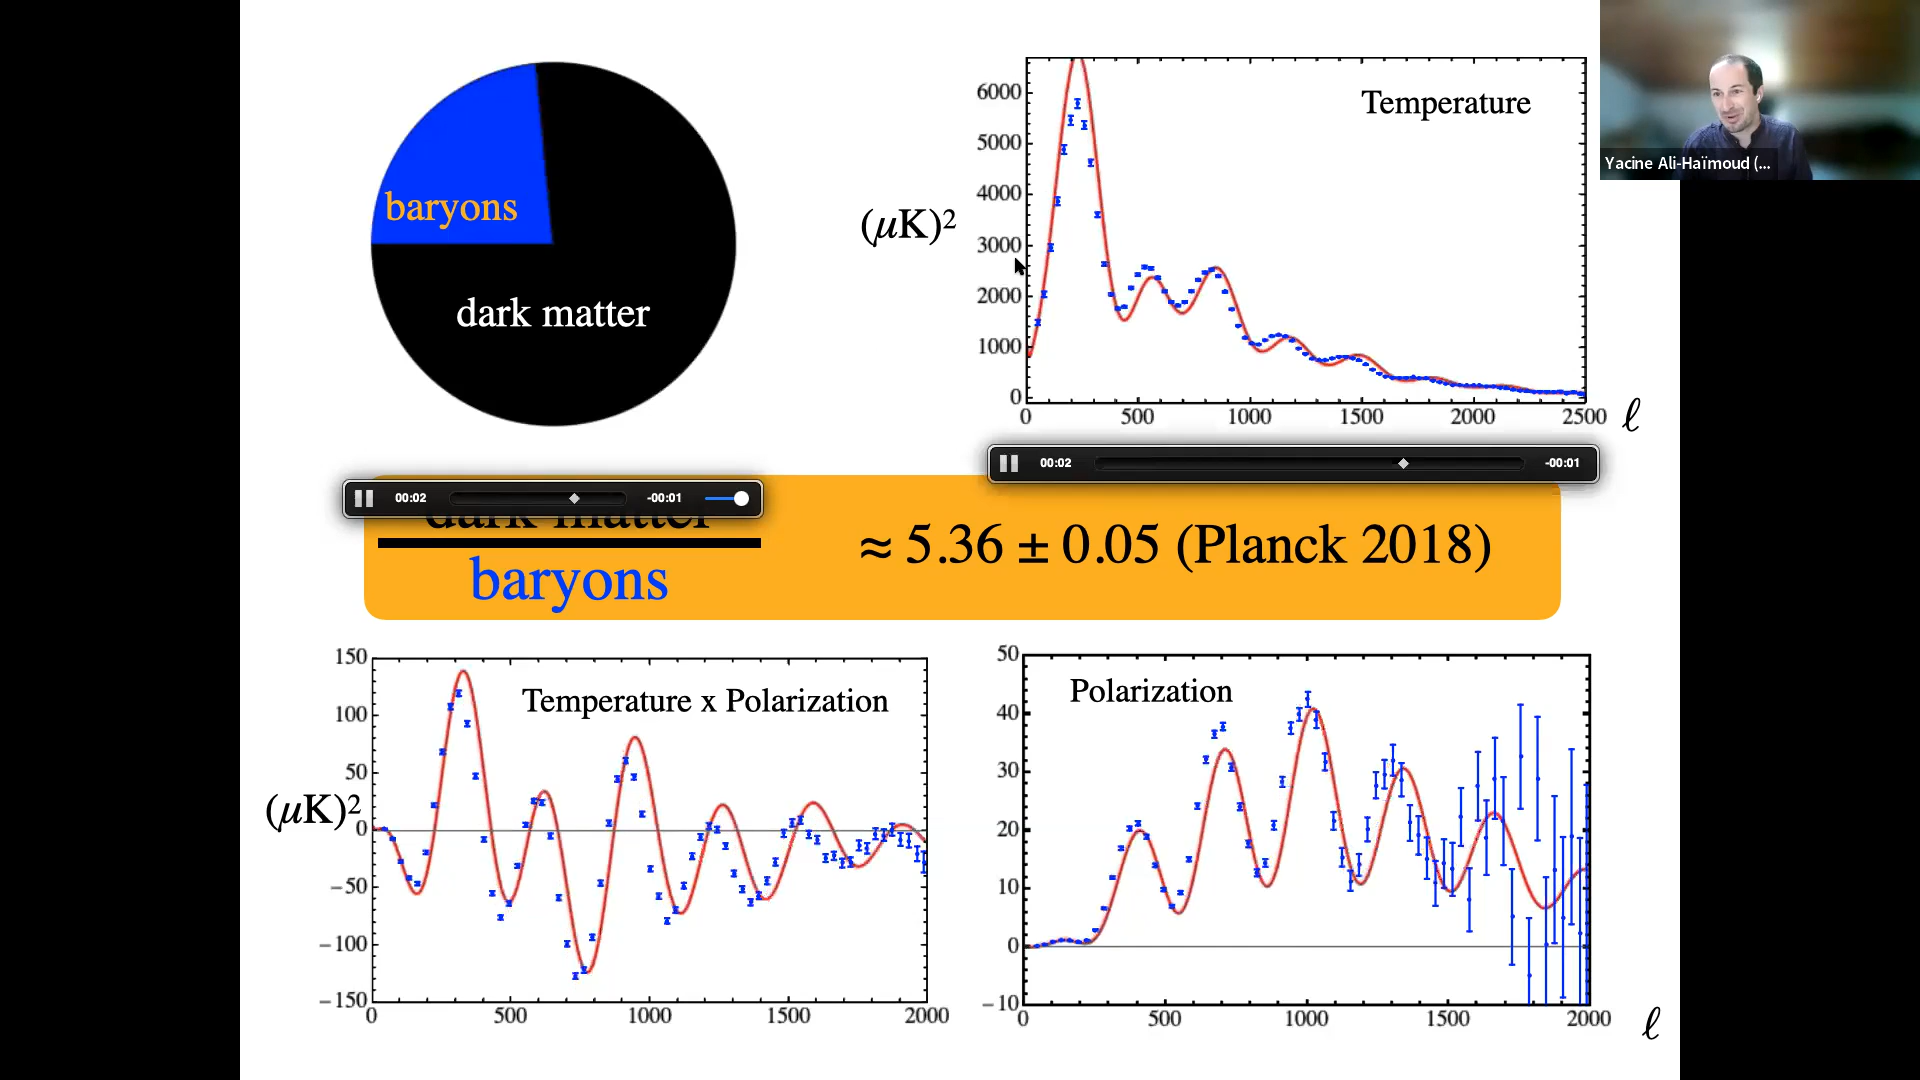 baryons
dark matter
Temperature
(μK)²
6000
5000
4000
3000
2000
1000
0
0 500 1000 1500 2000 2500 ℓ
Yacine Ali-Haïmoud (...
00:02 -00:01
00:02 -00:01
dark matter
baryons
≈ 5.36 ± 0.05 (Planck 2018)
Temperature x Polarization
(μK)²
150
100
50
0
−50
−100
−150
0 500 1000 1500 2000
Polarization
50
40
30
20
10
0
−10
0 500 1000 1500 2000 ℓ